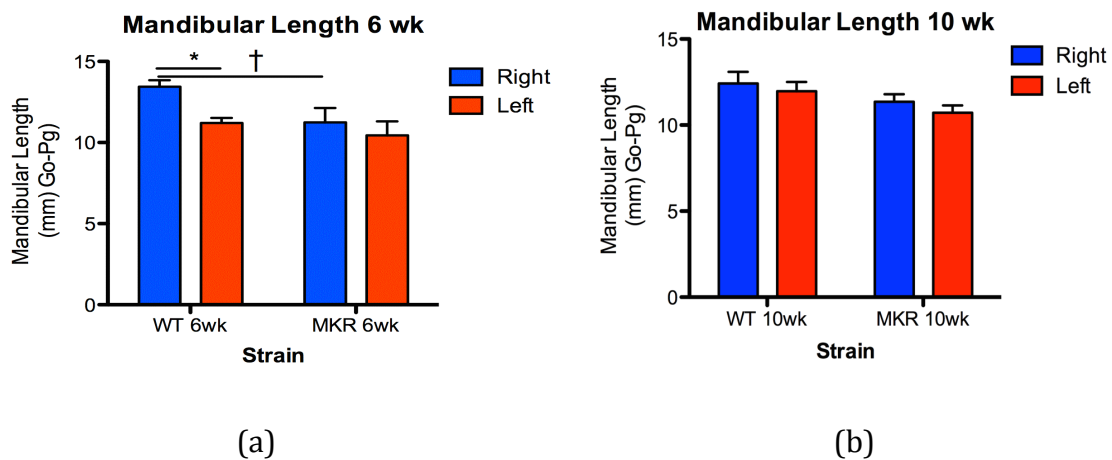 Mandibular Length 6 wk
15
10
5
0
Mandibular Length
(mm) Go-Pg)
*
†
Right
Left
WT 6wk
MKR 6wk
Strain
(a)
Mandibular Length 10 wk
15
10
5
0
Mandibular Length
(mm) Go-Pg)
Right
Left
WT 10wk
MKR 10wk
Strain
(b)